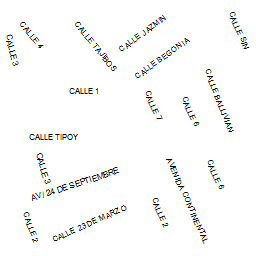 CALLE 4
CALLE 3
CALLE TAJIBOS
CALLE JAZMIN
CALLE BEGONIA
CALLE SIN
CALLE 1
CALLE 7
CALLE 6
CALLE BALLIVIAN
CALLE TIPOY
CALLE 3
AV/ 24 DE SEPTIEMBRE
AVENIDA CONTINENTAL
CALLE 6
CALLE 2
CALLE 23 DE MARZO
CALLE 2